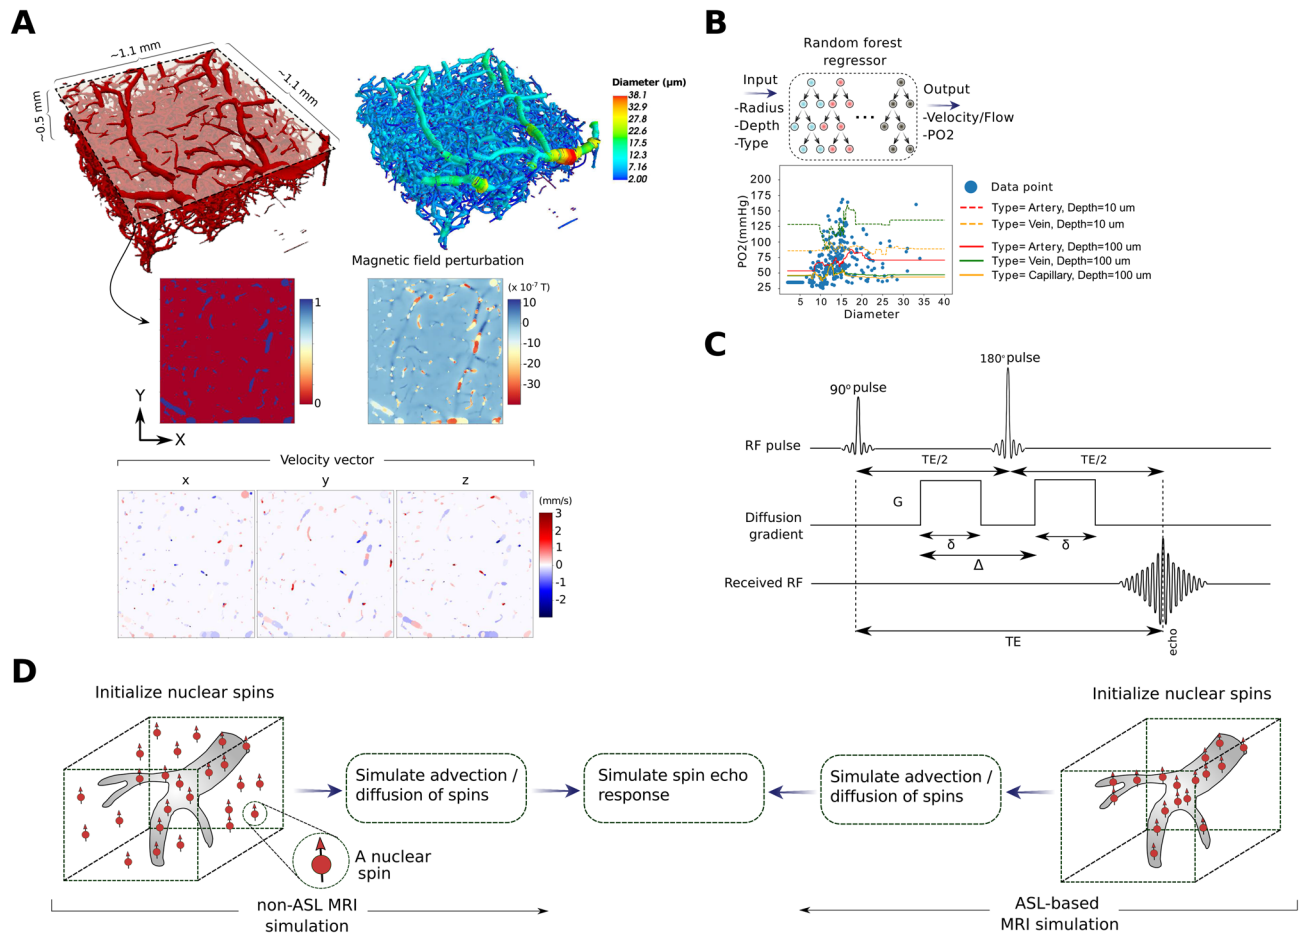 A
~1.1 mm
~1.1 mm
~0.5 mm
Diameter (μm)
38.1
32.9
27.8
22.6
17.5
12.3
7.16
2.00
Magnetic field perturbation
1
0
(x 10-7 T)
10
0
-10
-20
-30
Y
X
Velocity vector
x
y
z
(mm/s)
3
2
1
0
-1
-2
B
Random forest
regressor
Input
-Radius
-Depth
-Type
...
Output
-Velocity/Flow
-PO2
PO2(mmHg)
200
175
150
125
100
75
50
25
5
10
15
20
25
30
35
40
Diameter
Data point
Type= Artery, Depth=10 um
Type= Vein, Depth=10 um
Type= Artery, Depth=100 um
Type= Vein, Depth=100 um
Type= Capillary, Depth=100 um
C
90o pulse
180° pulse
RF pulse
TE/2
TE/2
G
Diffusion
gradient
δ
δ
Δ
Received RF
TE
echo
D
Initialize nuclear spins
Simulate advection /
diffusion of spins
Simulate spin echo
response
Simulate advection /
diffusion of spins
Initialize nuclear spins
A nuclear
spin
non-ASL MRI
simulation
ASL-based
MRI simulation